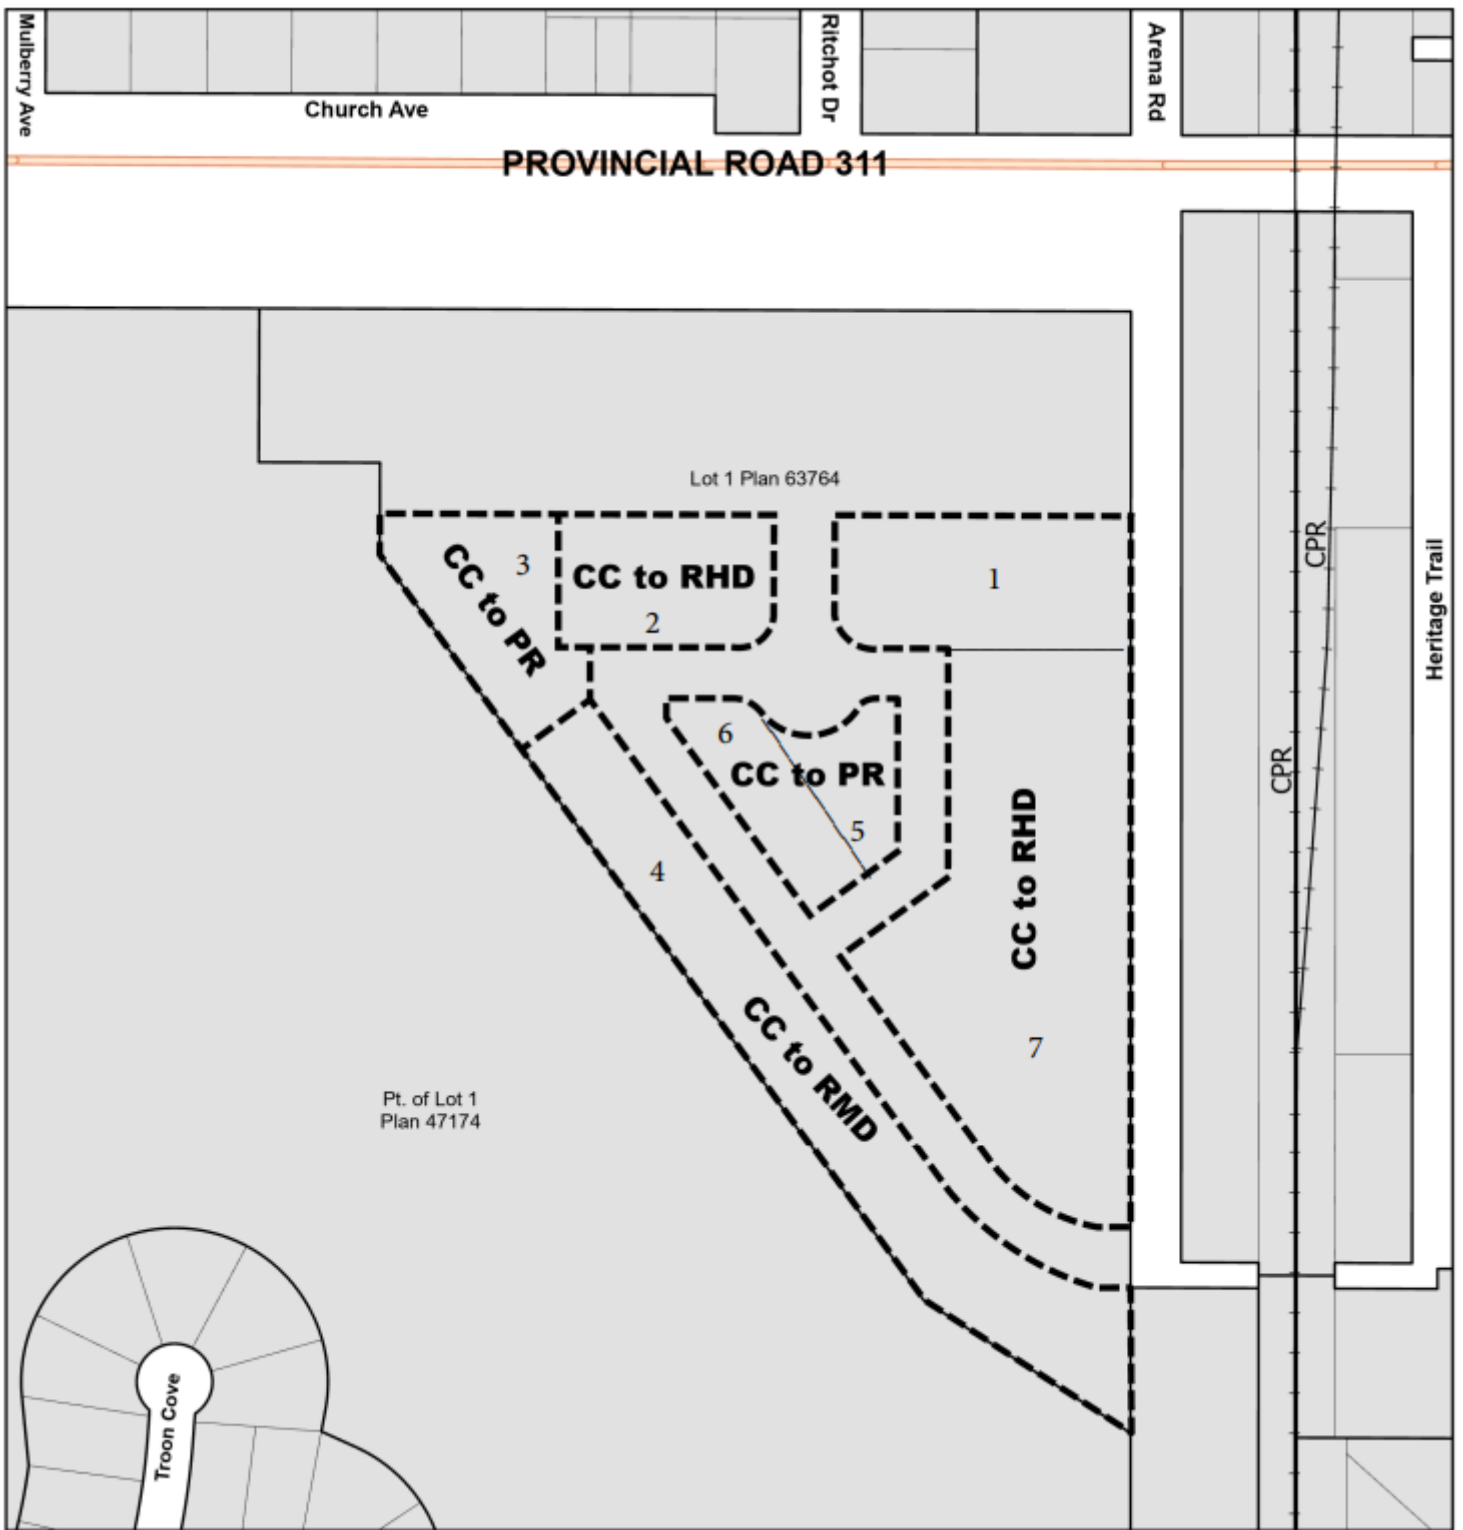 Mulberry Ave
Church Ave
Ritchot Dr
Arena Rd
PROVINCIAL ROAD 311
Lot 1 Plan 63764
3
CC to PR
CC to RHD
2
1
CPR
Heritage Trail
6
CC to PR
5
CPR
4
CC to RHD
7
CC to RMD
Pt. of Lot 1
Plan 47174
Troon Cove